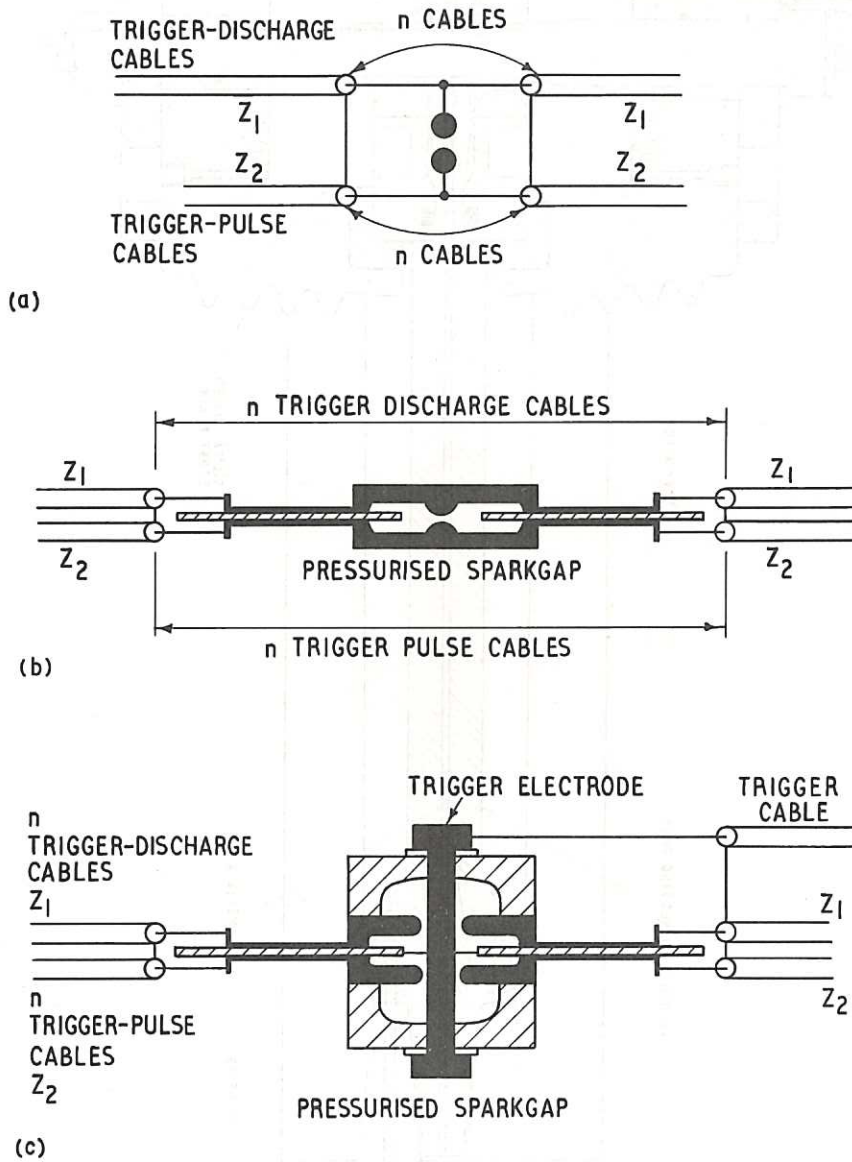 n CABLES
TRIGGER-DISCHARGE
CABLES
Z1
Z1
Z2
Z2
TRIGGER-PULSE
CABLES
n CABLES
(a)
n TRIGGER DISCHARGE CABLES
Z1
Z1
Z2
Z2
PRESSURISED SPARKGAP
n TRIGGER PULSE CABLES
(b)
TRIGGER ELECTRODE
TRIGGER
CABLE
n
TRIGGER-DISCHARGE
CABLES
Z1
Z1
n
TRIGGER-PULSE
CABLES
Z2
Z2
PRESSURISED SPARKGAP
(c)